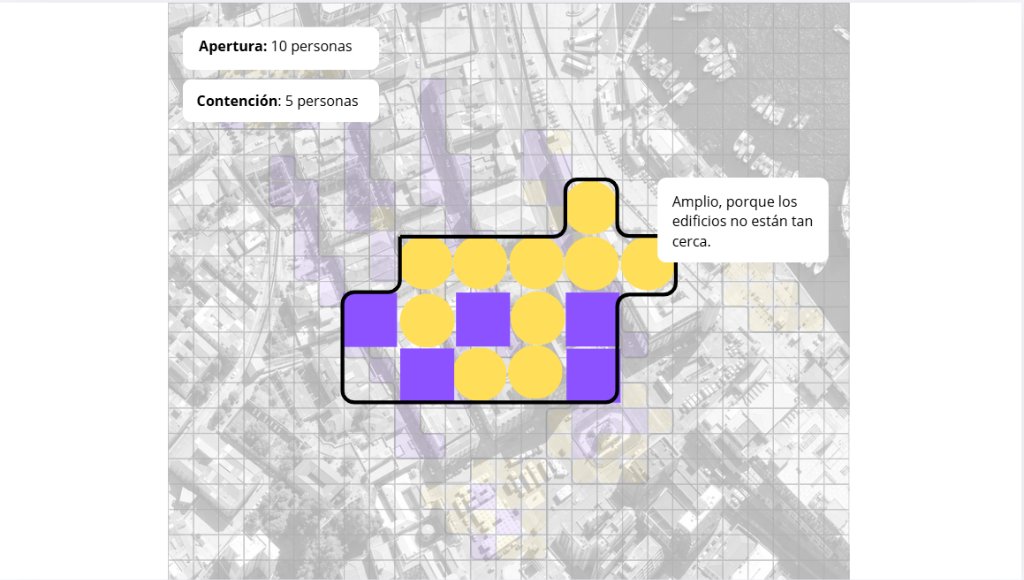 Apertura: 10 personas
Contención: 5 personas
Amplio, porque los
edificios no están tan
cerca.